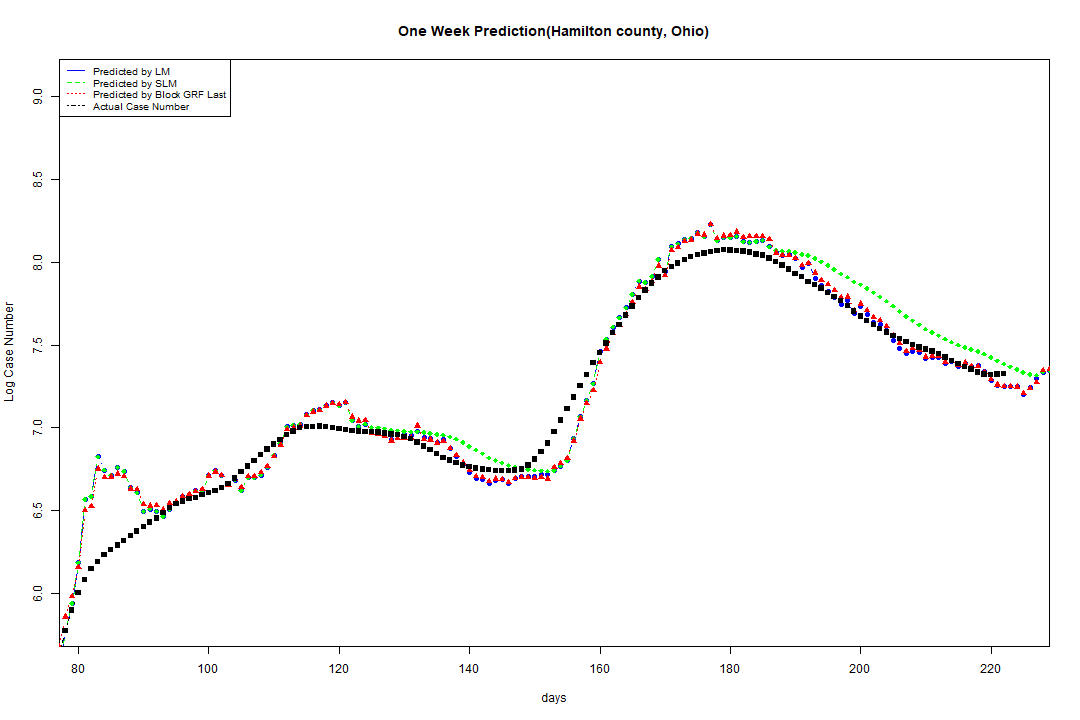 One Week Prediction(Hamilton county, Ohio)
Predicted by LM
Predicted by SLM
Predicted by Block GRF Last
Actual Case Number
Log Case Number
9.0
8.5
8.0
7.5
7.0
6.5
6.0
80 100 120 140 160 180 200 220
days